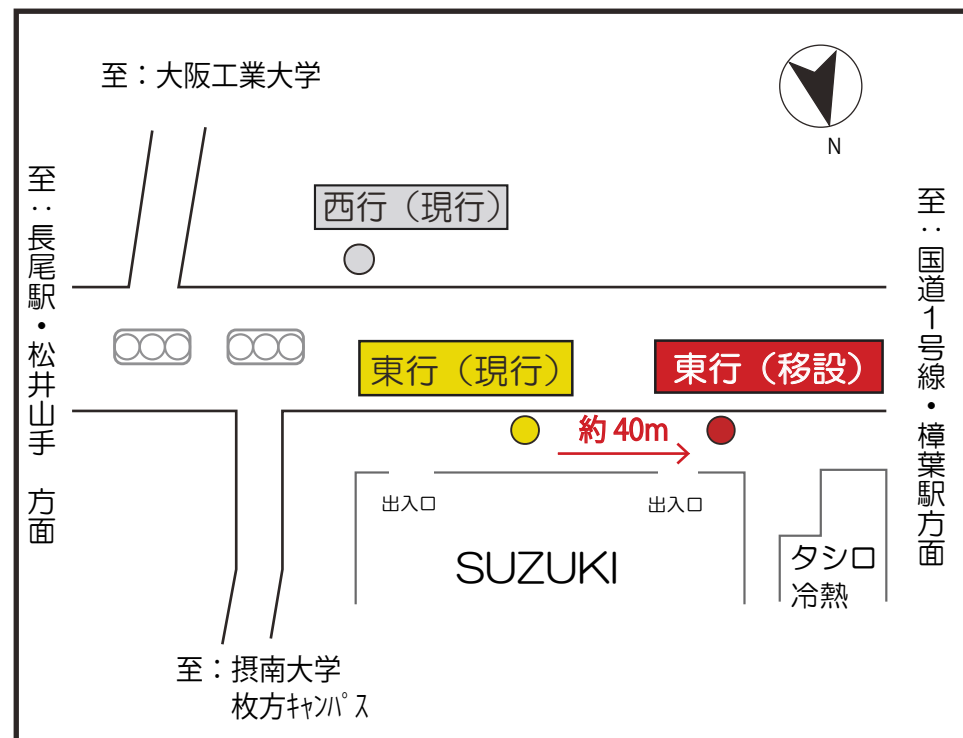 至：大阪工業大学
N
至：長尾駅・松井山手　方面
西行（現行）
至：国道１号線・樟葉駅方面
東行（現行）
東行（移設）
約 40m
出入口
出入口
SUZUKI
タシロ
冷熱
至：摂南大学
枚方ｷｬﾝﾊﾟｽ